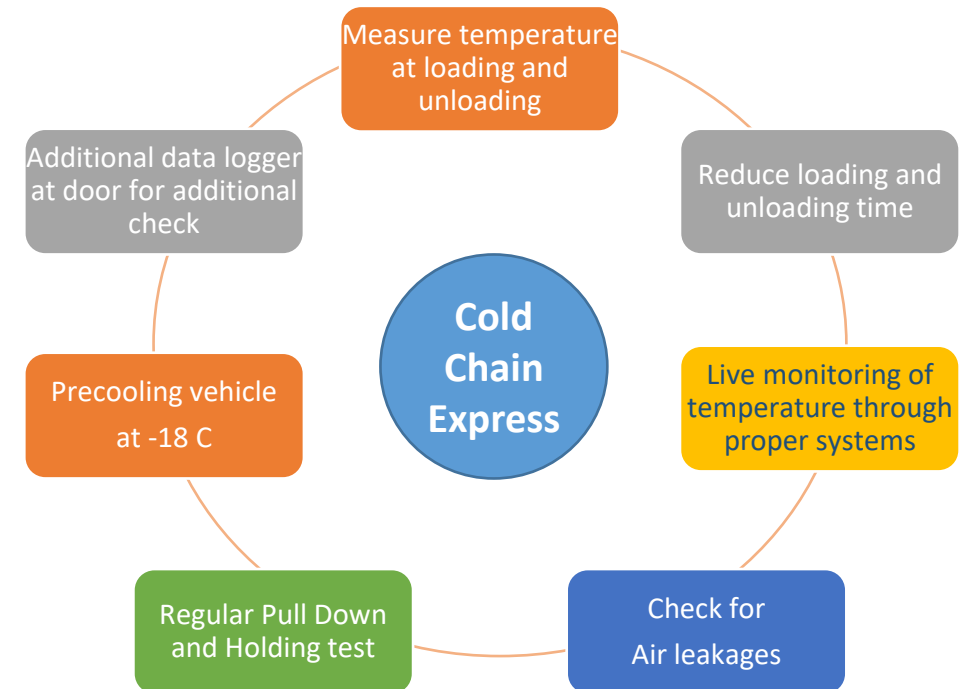 Measure temperature
at loading and
unloading
Reduce loading and
unloading time
Live monitoring of
temperature through
proper systems
Check for
Air leakages
Regular Pull Down
and Holding test
Precooling vehicle
at -18 C
Additional data logger
at door for additional
check
Cold
Chain
Express